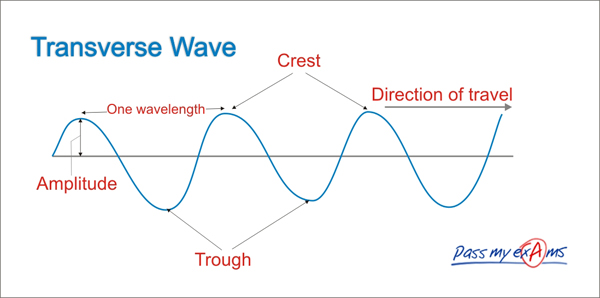 Transverse Wave
Crest
One wavelength
Direction of travel
Amplitude
Trough
pass my exAms